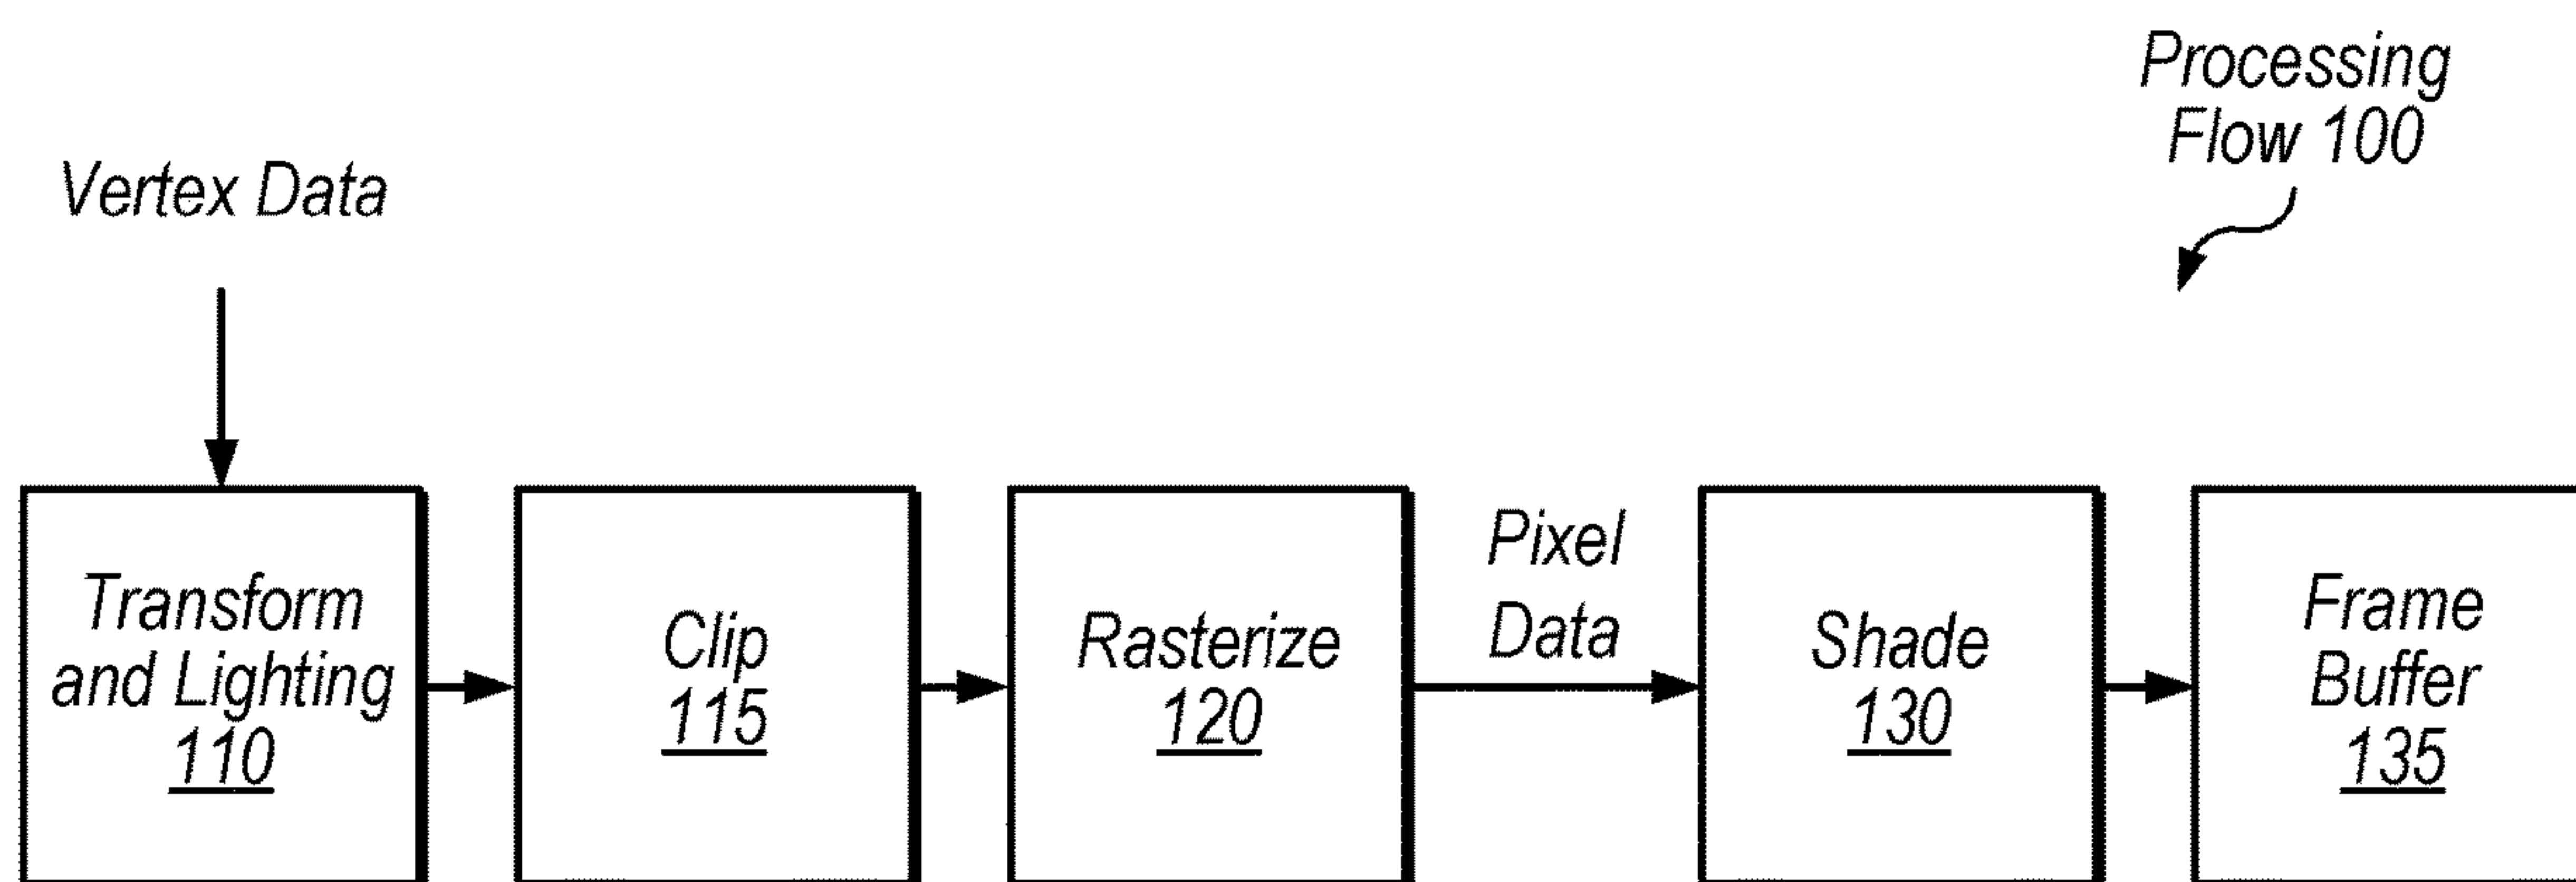 Processing
Flow 100
Vertex Data
Transform
and Lighting
110
Clip
115
Rasterize
120
Pixel
Data
Shade
130
Frame
Buffer
135